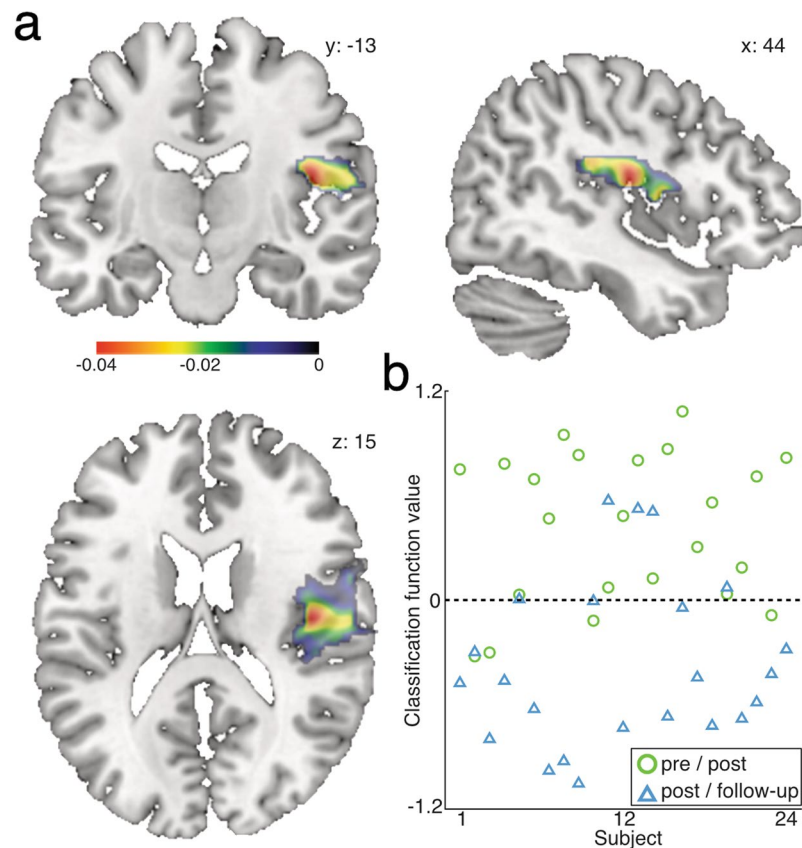 a
y: -13
x: 44
-0.04
-0.02
0
z: 15
b
1.2
0
-1.2
Classification function value
pre / post
post / follow-up
1
12
24
Subject